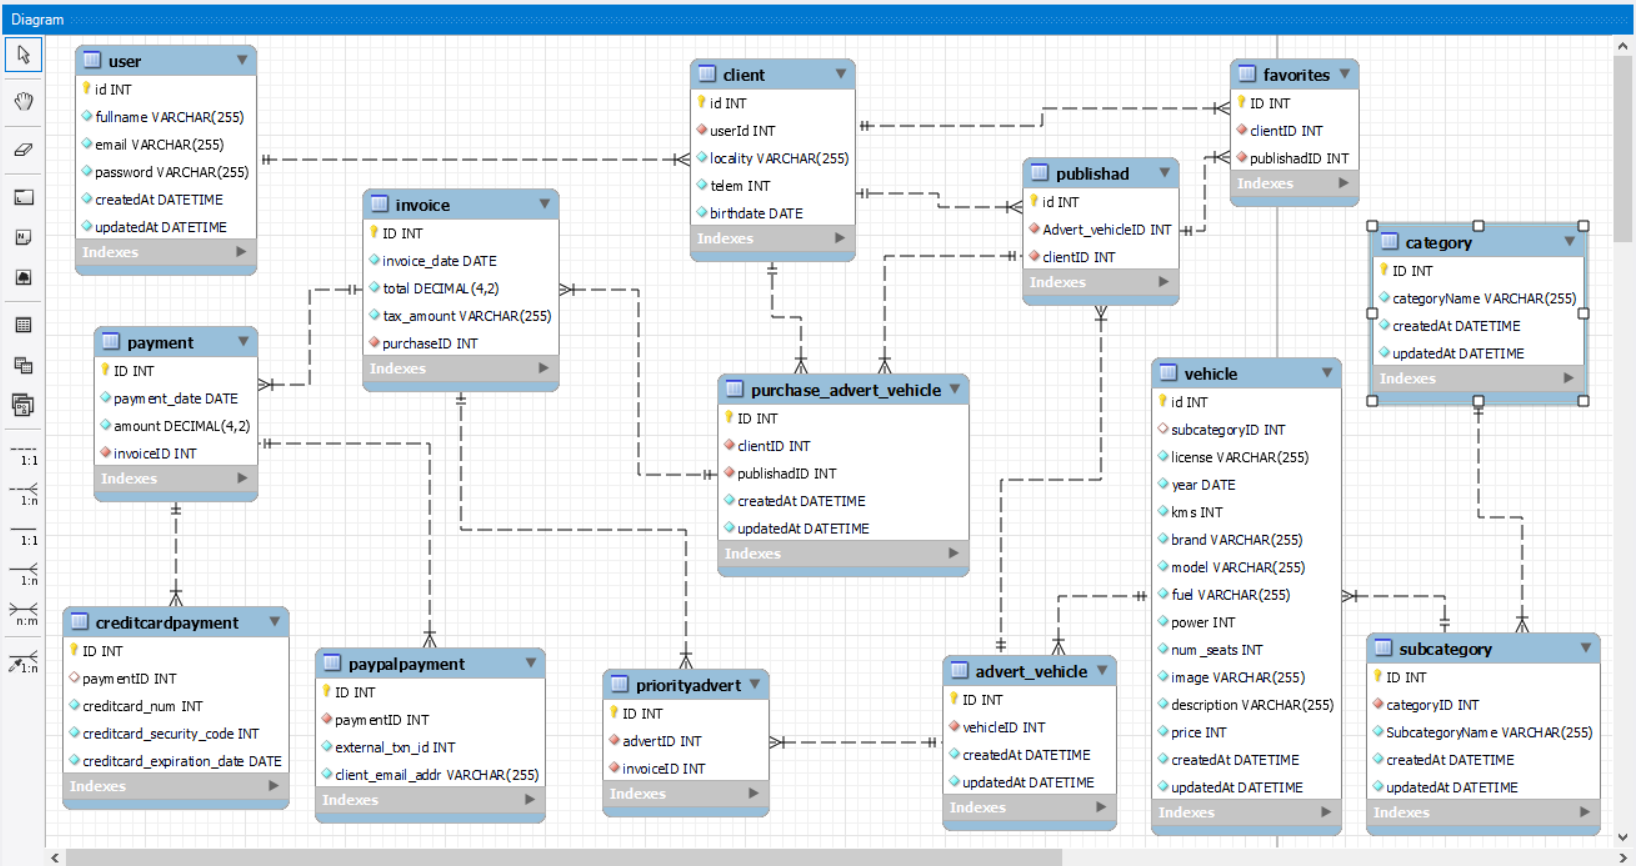 Diagram
1:1
1:n
1:1
1:n
n:m
1:n
user
id INT
fullname VARCHAR(255)
email VARCHAR(255)
password VARCHAR(255)
createdAt DATETIME
updatedAt DATETIME
Indexes
client
id INT
userId INT
locality VARCHAR(255)
telem INT
birthdate DATE
Indexes
favorites
ID INT
clientID INT
publishadID INT
Indexes
publishad
id INT
Advert_vehicleID INT
clientID INT
Indexes
invoice
ID INT
invoice_date DATE
total DECIMAL(4,2)
tax_amount VARCHAR(255)
purchaseID INT
Indexes
category
ID INT
categoryName VARCHAR(255)
createdAt DATETIME
updatedAt DATETIME
Indexes
payment
ID INT
payment_date DATE
amount DECIMAL(4,2)
invoiceID INT
Indexes
purchase_advert_vehicle
ID INT
clientID INT
publishadID INT
createdAt DATETIME
updatedAt DATETIME
Indexes
vehicle
id INT
subcategoryID INT
license VARCHAR(255)
year DATE
kms INT
brand VARCHAR(255)
model VARCHAR(255)
fuel VARCHAR(255)
power INT
num_seats INT
image VARCHAR(255)
description VARCHAR(255)
price INT
createdAt DATETIME
updatedAt DATETIME
Indexes
creditcardpayment
ID INT
paymentID INT
creditcard_num INT
creditcard_security_code INT
creditcard_expiration_date DATE
Indexes
paypalpayment
ID INT
paymentID INT
external_txn_id INT
client_email_addr VARCHAR(255)
Indexes
priorityadvert
ID INT
advertID INT
invoiceID INT
Indexes
advert_vehicle
ID INT
vehicleID INT
createdAt DATETIME
updatedAt DATETIME
Indexes
subcategory
ID INT
categoryID INT
SubcategoryName VARCHAR(255)
createdAt DATETIME
updatedAt DATETIME
Indexes